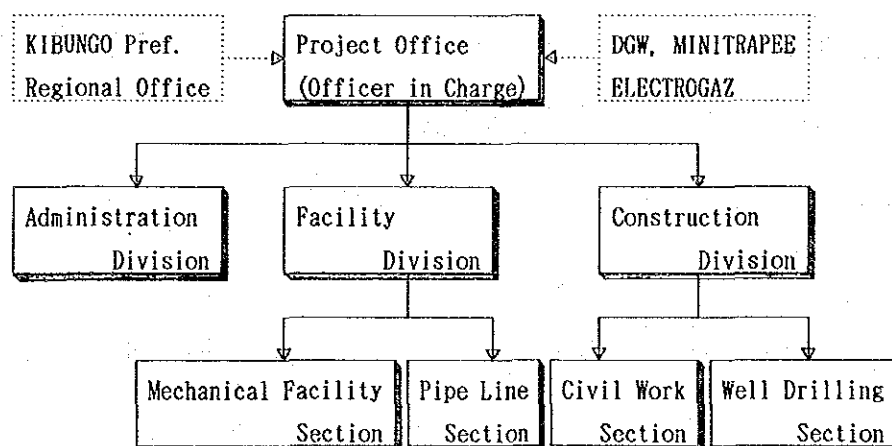 KIBUNGO Pref.
Regional Office
Project Office
(Officer in Charge)
DGW, MINITRAPEE
ELECTROGAZ
Administration
Division
Facility
Division
Construction
Division
Mechanical Facility
Section
Pipe Line
Section
Civil Work
Section
Well Drilling
Section